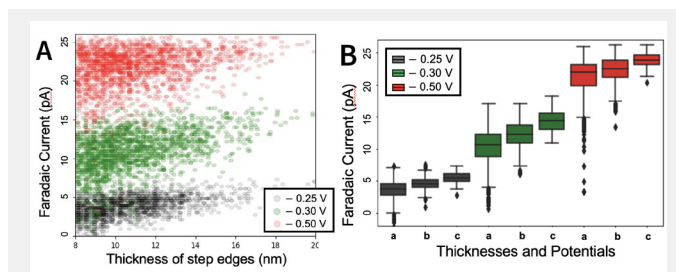 A
B
Faradaic Current (pA)
25
20
15
10
5
0
8
10
12
14
16
18
20
Thickness of step edges (nm)
– 0.25 V
– 0.30 V
– 0.50 V
Faradaic Current (pA)
25
20
15
10
5
0
– 0.25 V
– 0.30 V
– 0.50 V
a b c a b c a b c
Thicknesses and Potentials